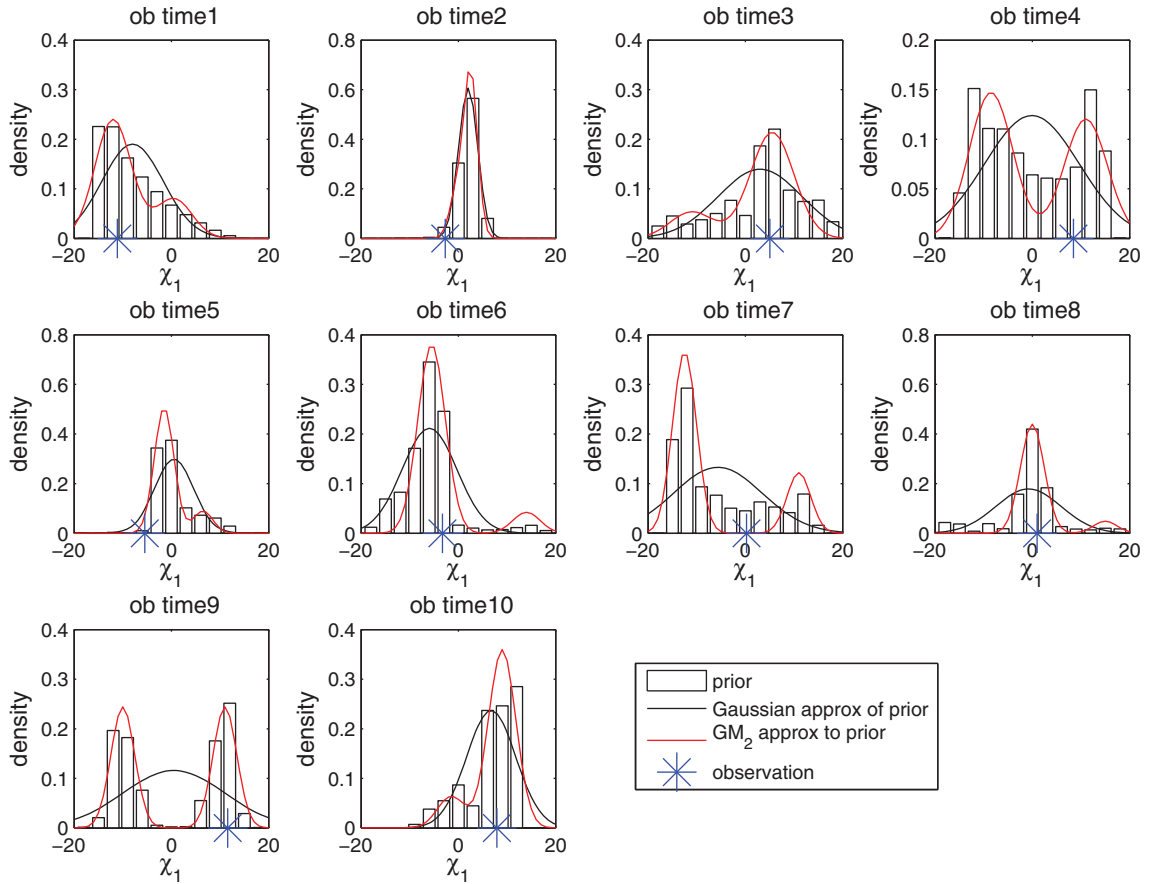 ob time1
0.4
0.3
0.2
0.1
0
density
−20 0 20
χ1
ob time2
0.8
0.6
0.4
0.2
0
density
−20 0 20
χ1
ob time3
0.4
0.3
0.2
0.1
0
density
−20 0 20
χ1
ob time4
0.2
0.15
0.1
0.05
0
density
−20 0 20
χ1
ob time5
0.8
0.6
0.4
0.2
0
density
−20 0 20
χ1
ob time6
0.4
0.3
0.2
0.1
0
density
−20 0 20
χ1
ob time7
0.4
0.3
0.2
0.1
0
density
−20 0 20
χ1
ob time8
0.8
0.6
0.4
0.2
0
density
−20 0 20
χ1
ob time9
0.4
0.3
0.2
0.1
0
density
−20 0 20
χ1
ob time10
0.4
0.3
0.2
0.1
0
density
−20 0 20
χ1
prior
Gaussian approx of prior
GM2 approx to prior
observation